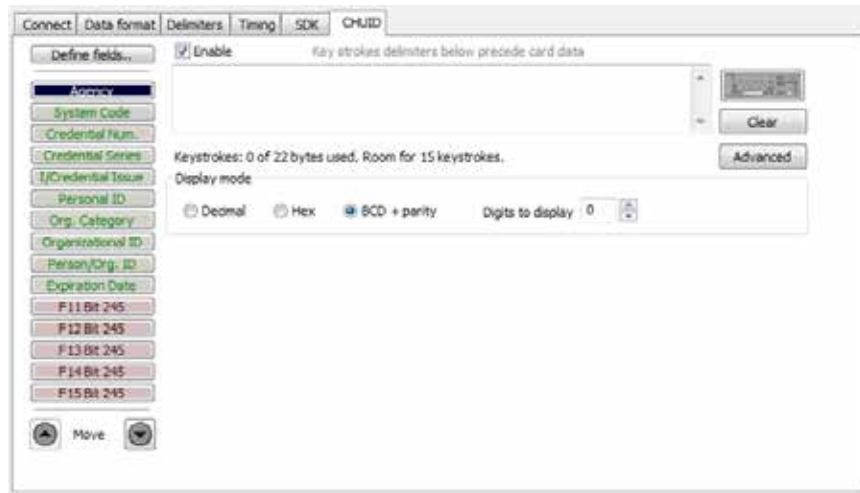 Connect Data format Delimiters Timing SDK CHUID
Define fields..
Enable
Key strokes delimiters below precede card data
Agency
System Code
Credential Num.
Credential Series
I/Credential Issue
Personal ID
Org. Category
Organizational ID
Person/Org. ID
Expiration Date
F11 Bit 245
F12 Bit 245
F13 Bit 245
F14 Bit 245
F15 Bit 245
Move
Clear
Advanced
Keystrokes: 0 of 22 bytes used. Room for 15 keystrokes.
Display mode
Decimal Hex BCD + parity Digits to display 0